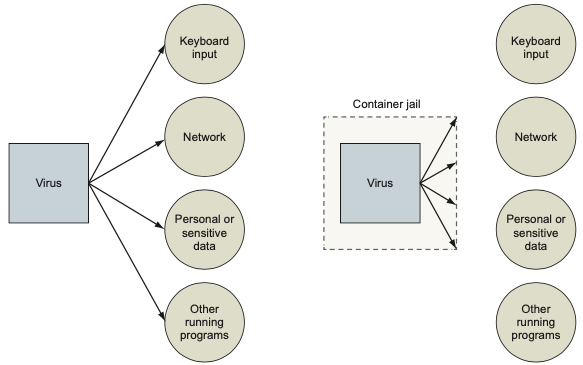 Keyboard
input
Network
Virus
Personal or
sensitive
data
Other
running
programs
Container jail
Virus
Keyboard
input
Network
Personal or
sensitive
data
Other
running
programs